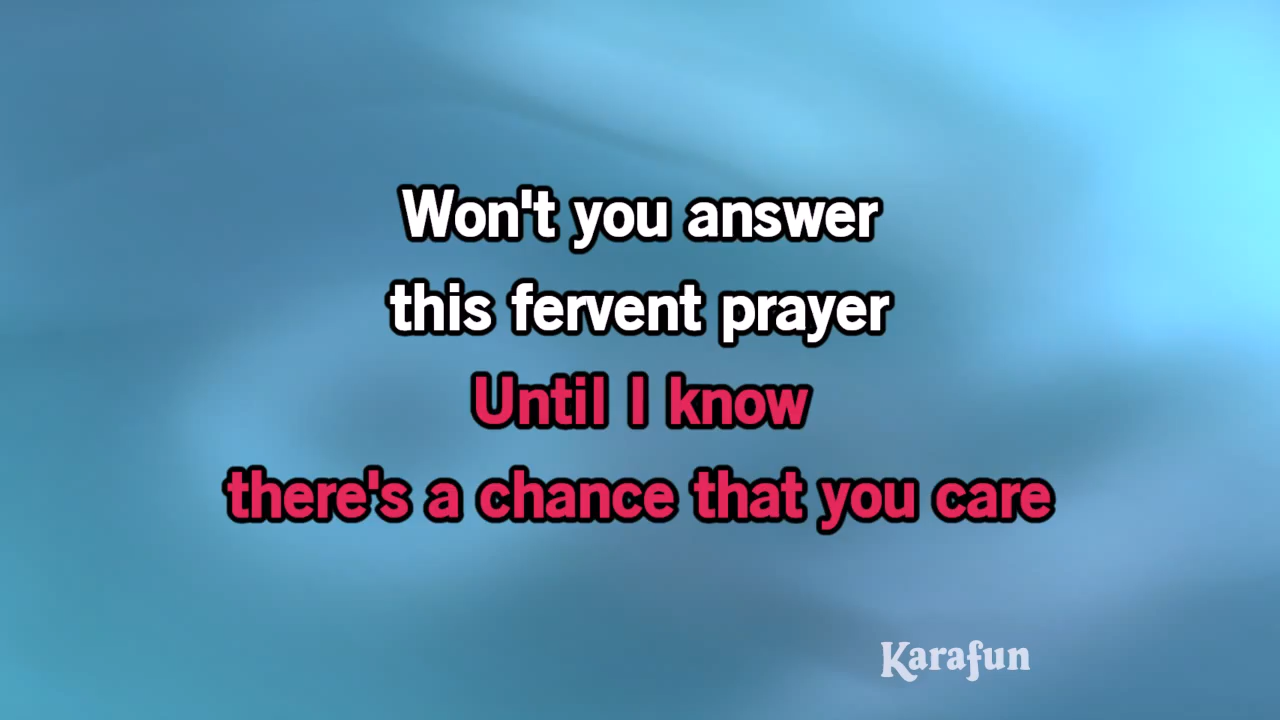 Won't you answer
this fervent prayer
Until I know
there's a chance that you care
Karafun